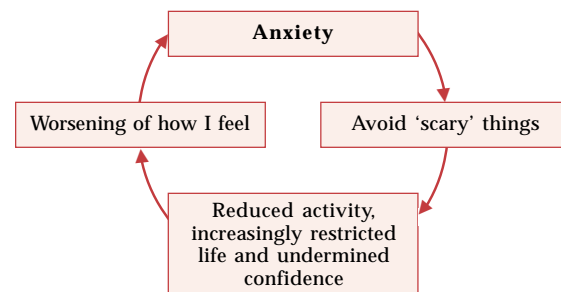 Anxiety
Worsening of how I feel
Avoid ‘scary’ things
Reduced activity,
increasingly restricted
life and undermined
confidence